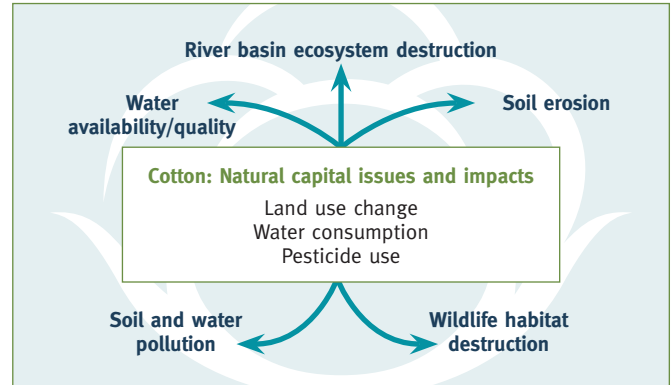 River basin ecosystem destruction
Water
availability/quality
Soil erosion
Cotton: Natural capital issues and impacts
Land use change
Water consumption
Pesticide use
Soil and water
pollution
Wildlife habitat
destruction